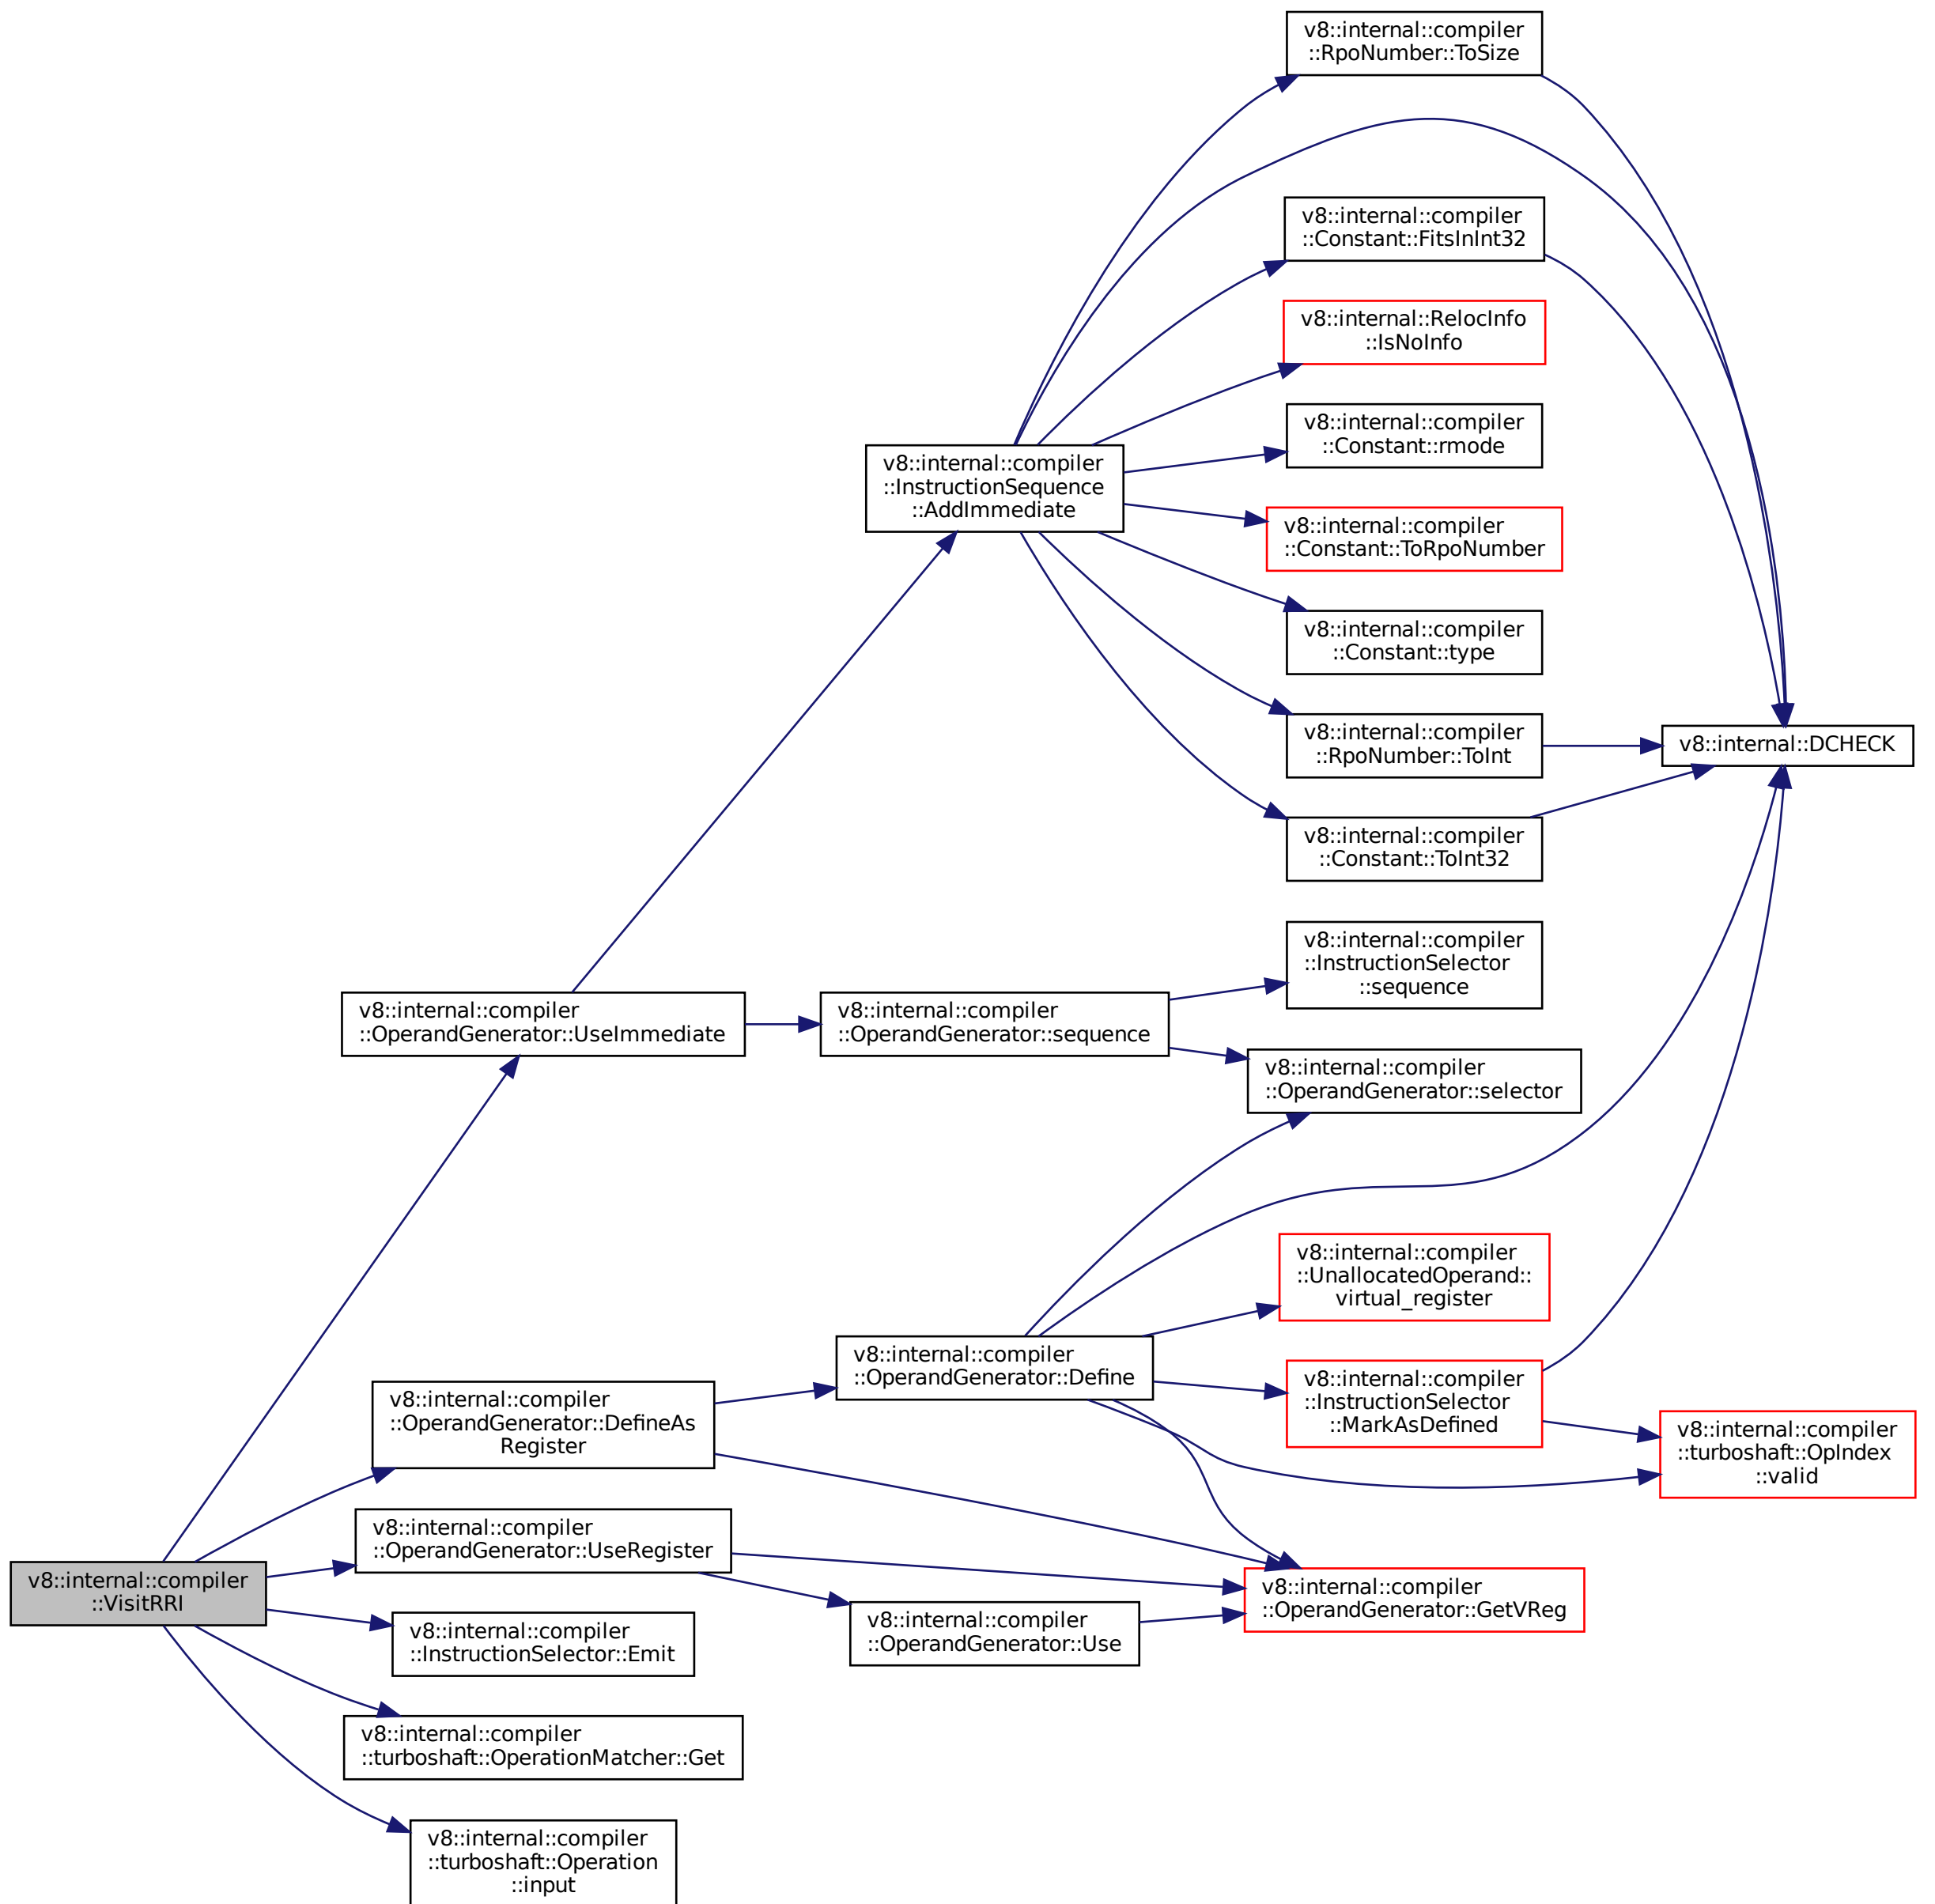 v8::internal::compiler
::RpoNumber::ToSize
v8::internal::compiler
::Constant::FitsInInt32
v8::internal::RelocInfo
::IsNoInfo
v8::internal::compiler
::Constant::rmode
v8::internal::compiler
::InstructionSequence
::AddImmediate
v8::internal::compiler
::Constant::ToRpoNumber
v8::internal::compiler
::Constant::type
v8::internal::compiler
::RpoNumber::ToInt
v8::internal::DCHECK
v8::internal::compiler
::Constant::ToInt32
v8::internal::compiler
::InstructionSelector
::sequence
v8::internal::compiler
::OperandGenerator::UseImmediate
v8::internal::compiler
::OperandGenerator::sequence
v8::internal::compiler
::OperandGenerator::selector
v8::internal::compiler
::UnallocatedOperand::
virtual_register
v8::internal::compiler
::OperandGenerator::Define
v8::internal::compiler
::InstructionSelector
::MarkAsDefined
v8::internal::compiler
::OperandGenerator::DefineAs
Register
v8::internal::compiler
::turboshaft::OpIndex
::valid
v8::internal::compiler
::OperandGenerator::UseRegister
v8::internal::compiler
::VisitRRI
v8::internal::compiler
::OperandGenerator::GetVReg
v8::internal::compiler
::OperandGenerator::Use
v8::internal::compiler
::InstructionSelector::Emit
v8::internal::compiler
::turboshaft::OperationMatcher::Get
v8::internal::compiler
::turboshaft::Operation
::input